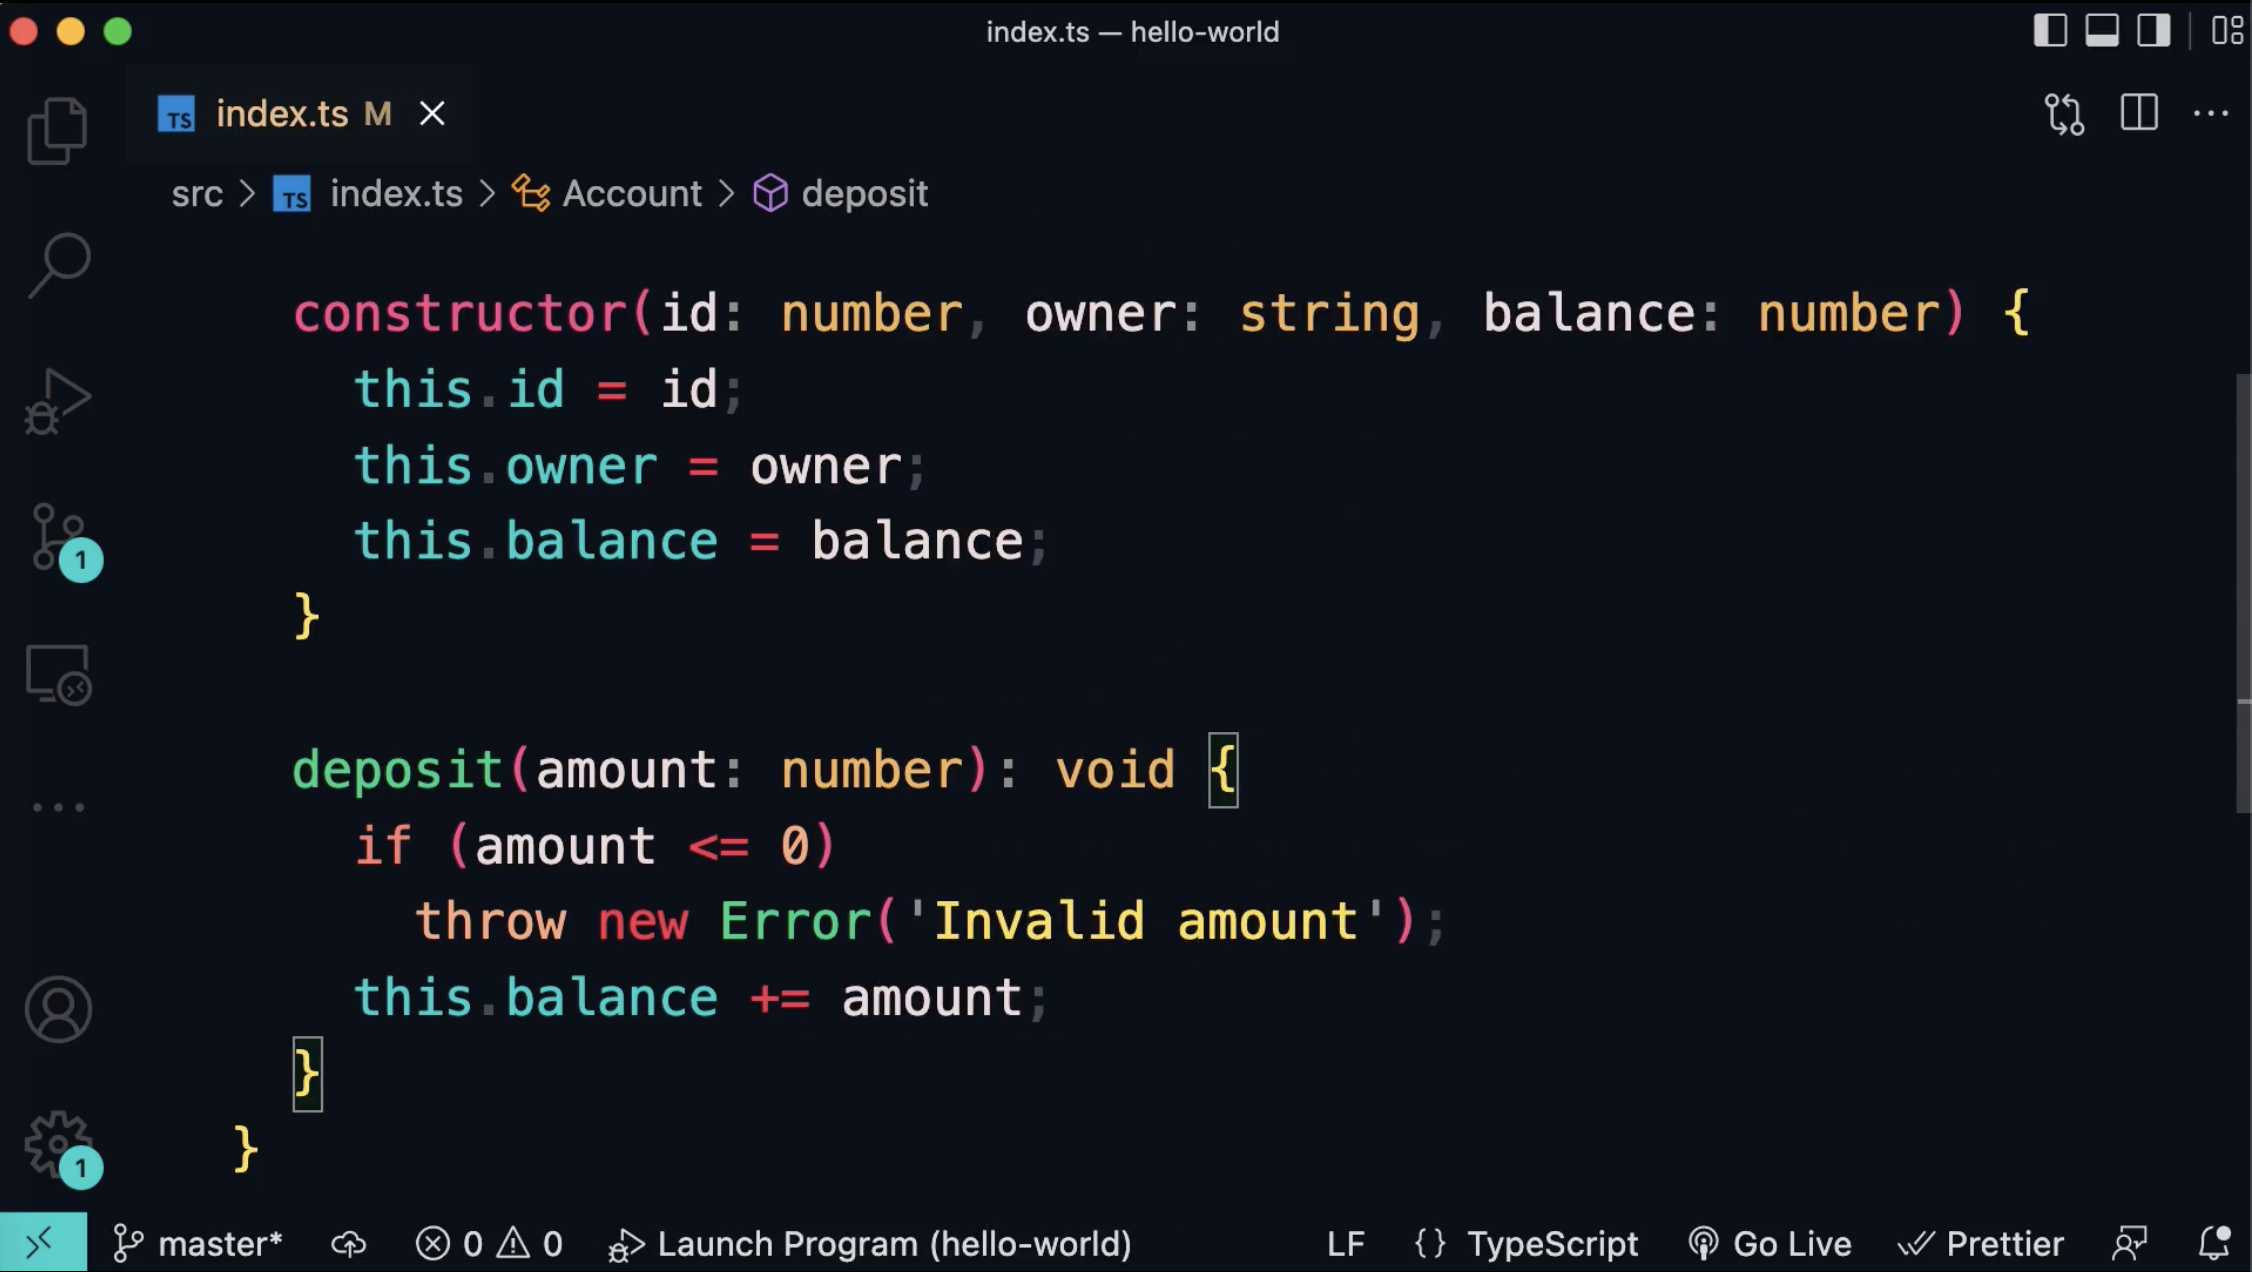 index.ts — hello-world
TS index.ts M
src > TS index.ts > Account > deposit
constructor(id: number, owner: string, balance: number) {
this.id = id;
this.owner = owner;
this.balance = balance;
}
deposit(amount: number): void {
if (amount <= 0)
throw new Error('Invalid amount');
this.balance += amount;
}
}
1
1
master* 0 0 Launch Program (hello-world) LF {} TypeScript Go Live Prettier